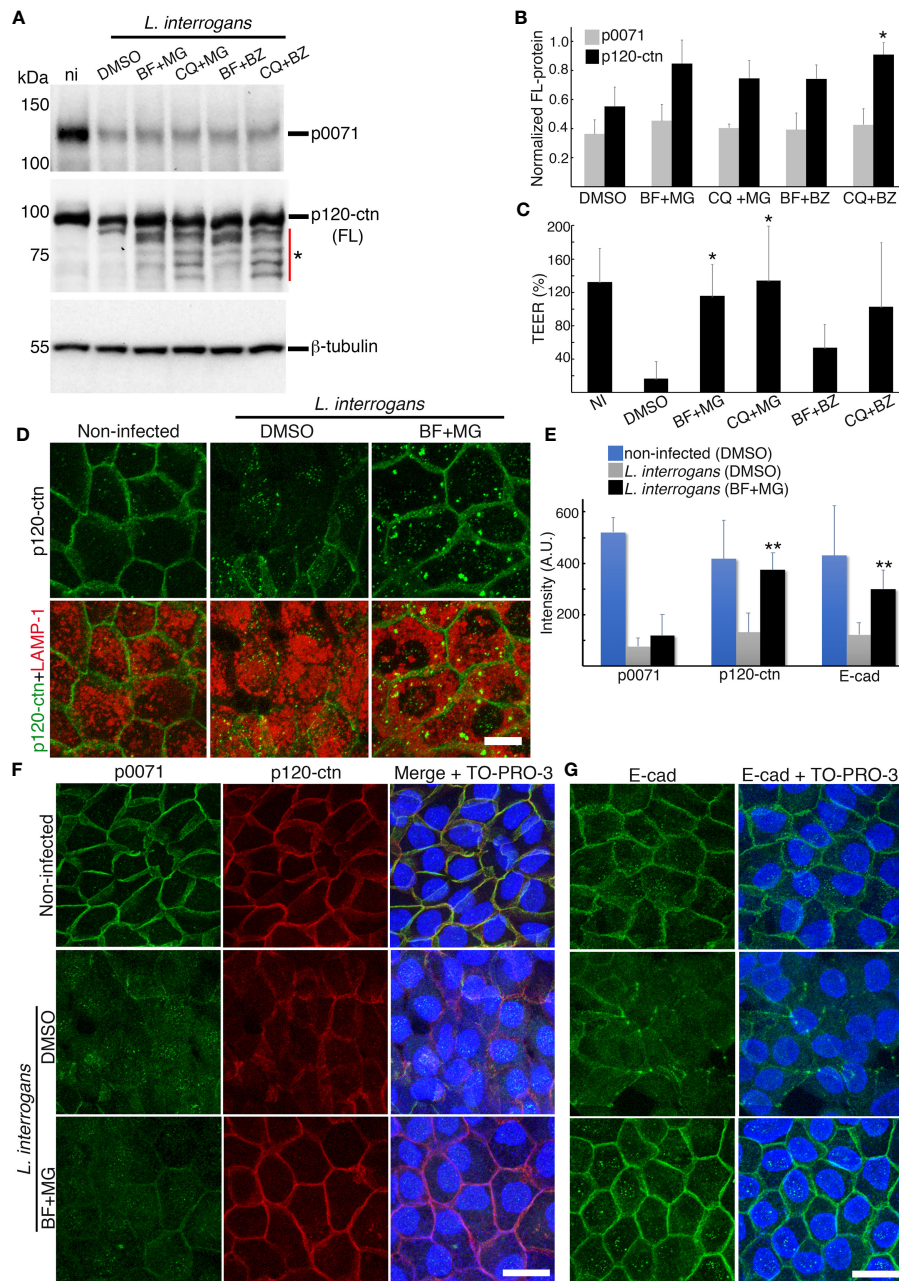 A
L. interrogans
kDa
ni
DMSO
BF+MG
CQ+MG
BF+BZ
CQ+BZ
150
100
p0071
100
75
p120-ctn
(FL)
*
55
β-tubulin
B
p0071
p120-ctn
*
Normalized FL-protein
1.0
0.8
0.6
0.4
0.2
DMSO
BF+MG
CQ +MG
BF+BZ
CQ+BZ
C
TEER (%)
200
160
120
80
40
*
*
NI
DMSO
BF+MG
CQ+MG
BF+BZ
CQ+BZ
L. interrogans
D
Non-infected
DMSO
BF+MG
p120-ctn
p120-ctn+LAMP-1
E
non-infected (DMSO)
L. interrogans (DMSO)
L. interrogans (BF+MG)
Intensity (A.U.)
600
400
200
**
**
p0071
p120-ctn
E-cad
F
p0071
p120-ctn
Merge + TO-PRO-3
Non-infected
L. interrogans
DMSO
BF+MG
G
E-cad
E-cad + TO-PRO-3